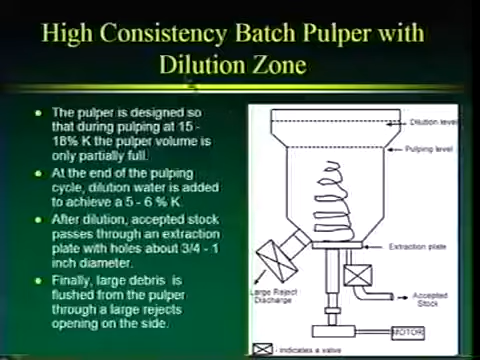 High Consistency Batch Pulper with
Dilution Zone
The pulper is designed so
that during pulping at 15 -
18% K the pulper volume is
only partially full.
At the end of the pulping
cycle, dilution water is added
to achieve a 5 - 6 % K.
After dilution, accepted stock
passes through an extraction
plate with holes about 3/4 - 1
inch diameter.
Finally, large debris is
flushed from the pulper
through a large rejects
opening on the side.
Dilution level
Pulping level
Extraction plate
Large Reject
Discharge
Accepted
Stock
MOTOR
- indicates a valve